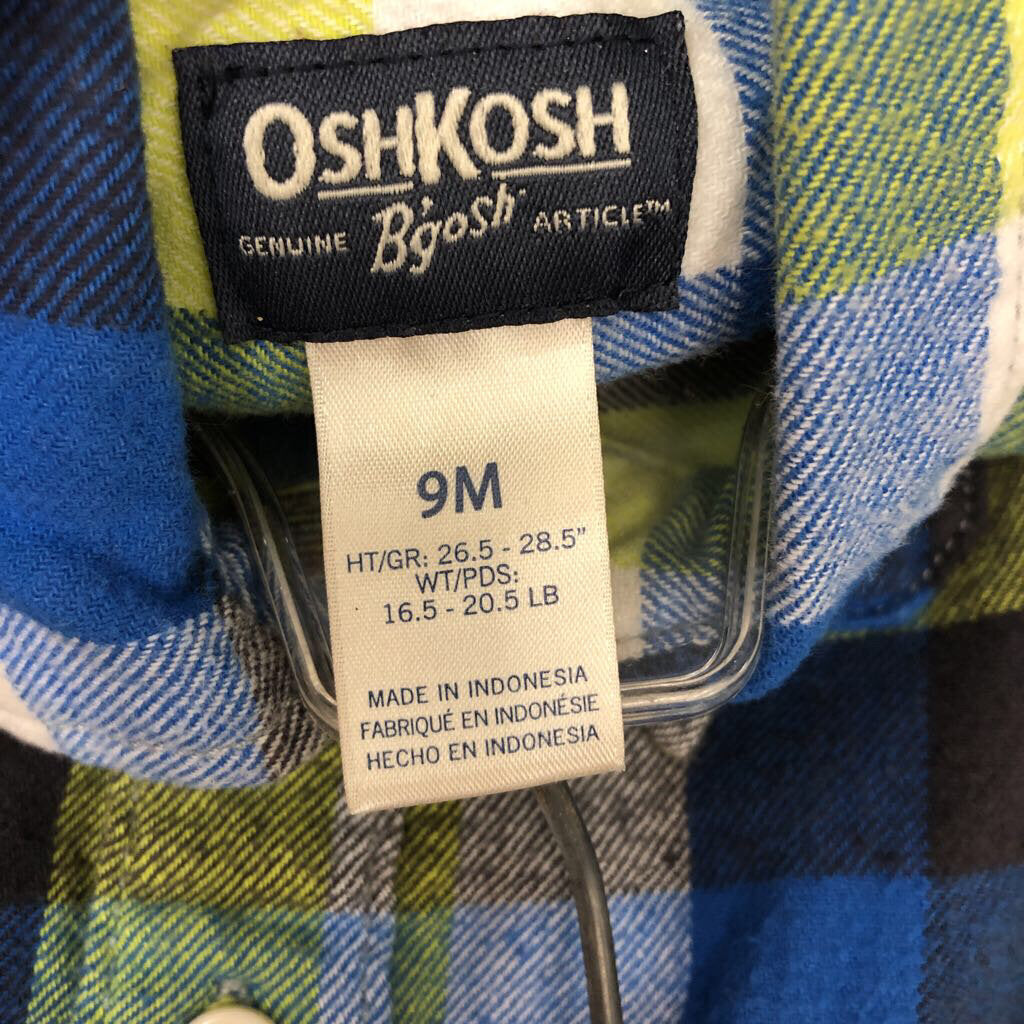 OSHKOSH
GENUINE B'gosh ARTICLE™
9M
HT/GR: 26.5 - 28.5"
WT/PDS:
16.5 - 20.5 LB
MADE IN INDONESIA
FABRIQUÉ EN INDONÉSIE
HECHO EN INDONESIA